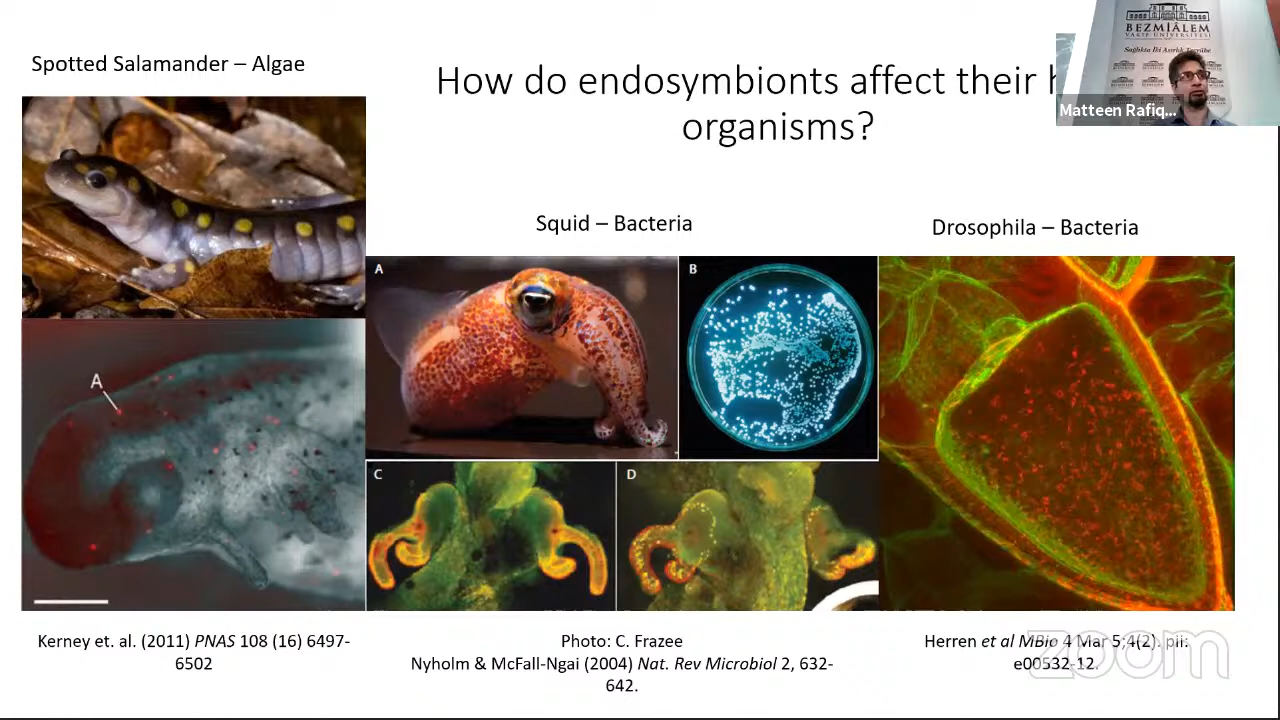 Spotted Salamander – Algae
How do endosymbionts affect their h
organisms?
BEZMİÂLEM
VAKIF ÜNİVERSİTESİ
Sağlıkta İki Asırlık Tecrübe
Matteen Rafiq...
Squid – Bacteria
Drosophila – Bacteria
A
B
A
C
D
Kerney et. al. (2011) PNAS 108 (16) 6497-
6502
Photo: C. Frazee
Nyholm & McFall-Ngai (2004) Nat. Rev Microbiol 2, 632-
642.
Herren et al MBio 4 Mar 5;4(2). pii:
e00532-12.
zoom